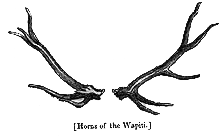 [Horns of the Wapiti.]